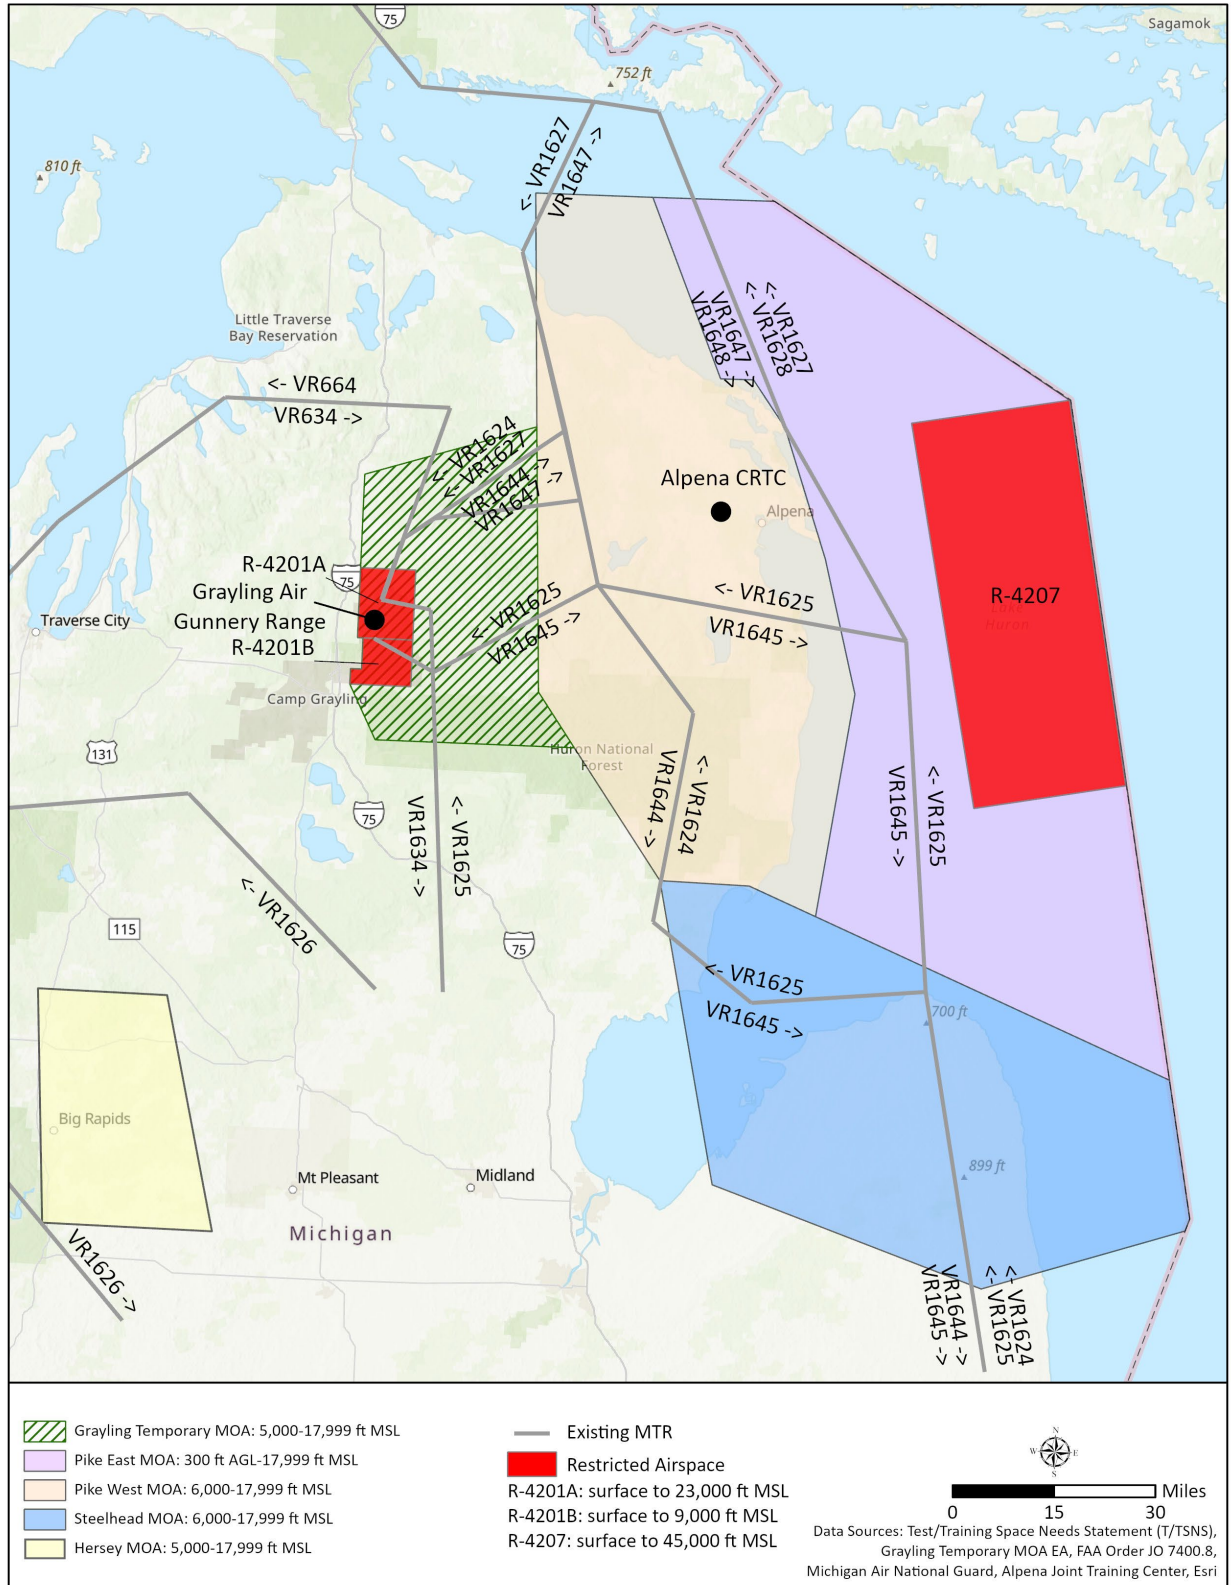 75
Sagamok
752 ft
810 ft
<- VR1627
VR1647 ->
Little Traverse
Bay Reservation
<- VR1627
<- VR1628
VR1647 ->
VR1648 ->
<- VR664
VR634 ->
<- VR1624
<- VR1627
VR1644 ->
VR1647 ->
Alpena CRTC
Alpena
R-4201A
75
Grayling Air
Gunnery Range
R-4201B
Traverse City
<- VR1625
VR1645 ->
<- VR1625
VR1645 ->
R-4207
Lake
Huron
Camp Grayling
131
Huron National
Forest
75
VR1634 ->
<- VR1625
VR1644 ->
<- VR1624
VR1645 ->
<- VR1625
<- VR1626
115
75
<- VR1625
VR1645 ->
700 ft
Big Rapids
Mt Pleasant
Midland
899 ft
Michigan
VR1626 ->
VR1644 ->
VR1645 ->
<- VR1624
<- VR1625
Grayling Temporary MOA: 5,000-17,999 ft MSL
Pike East MOA: 300 ft AGL-17,999 ft MSL
Pike West MOA: 6,000-17,999 ft MSL
Steelhead MOA: 6,000-17,999 ft MSL
Hersey MOA: 5,000-17,999 ft MSL
Existing MTR
Restricted Airspace
R-4201A: surface to 23,000 ft MSL
R-4201B: surface to 9,000 ft MSL
R-4207: surface to 45,000 ft MSL
N
W E
S
Miles
0 15 30
Data Sources: Test/Training Space Needs Statement (T/TSNS),
Grayling Temporary MOA EA, FAA Order JO 7400.8,
Michigan Air National Guard, Alpena Joint Training Center, Esri